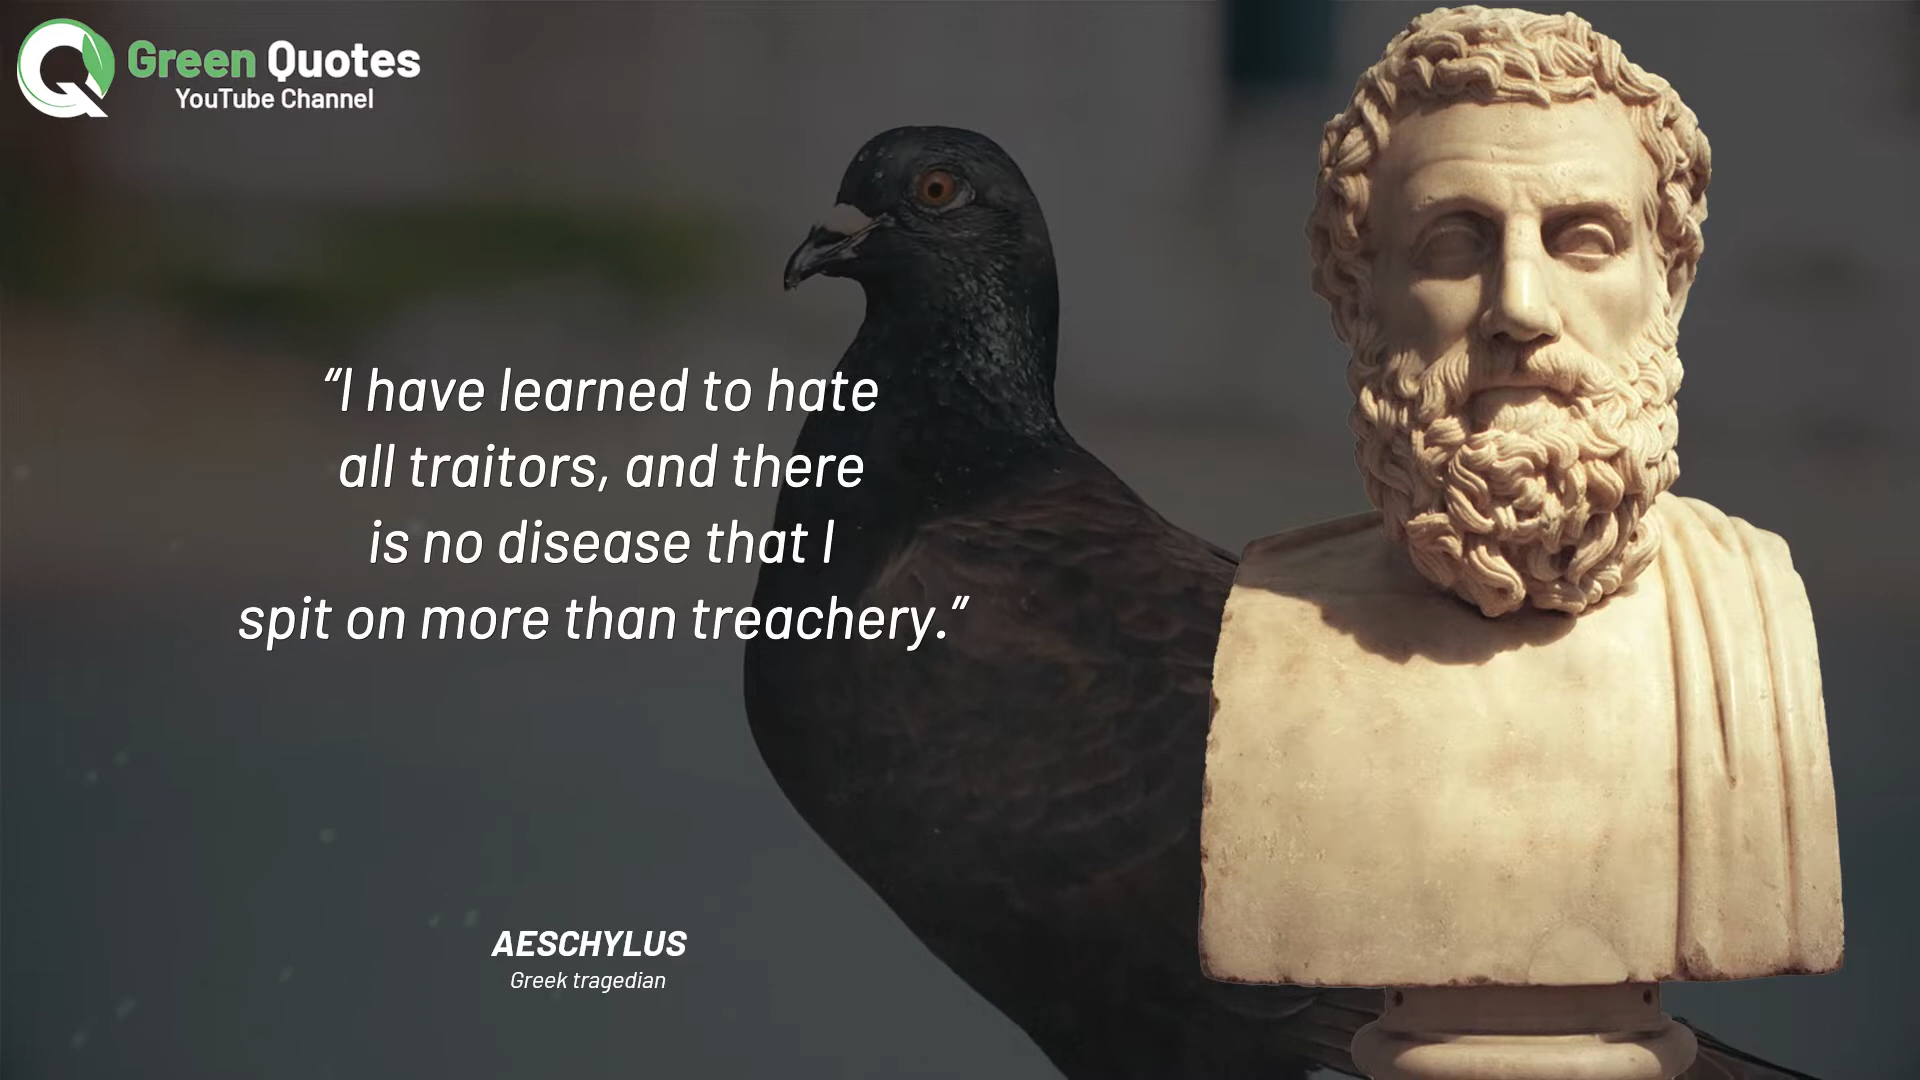 Green Quotes
YouTube Channel
“I have learned to hate
all traitors, and there
is no disease that I
spit on more than treachery.”
AESCHYLUS
Greek tragedian